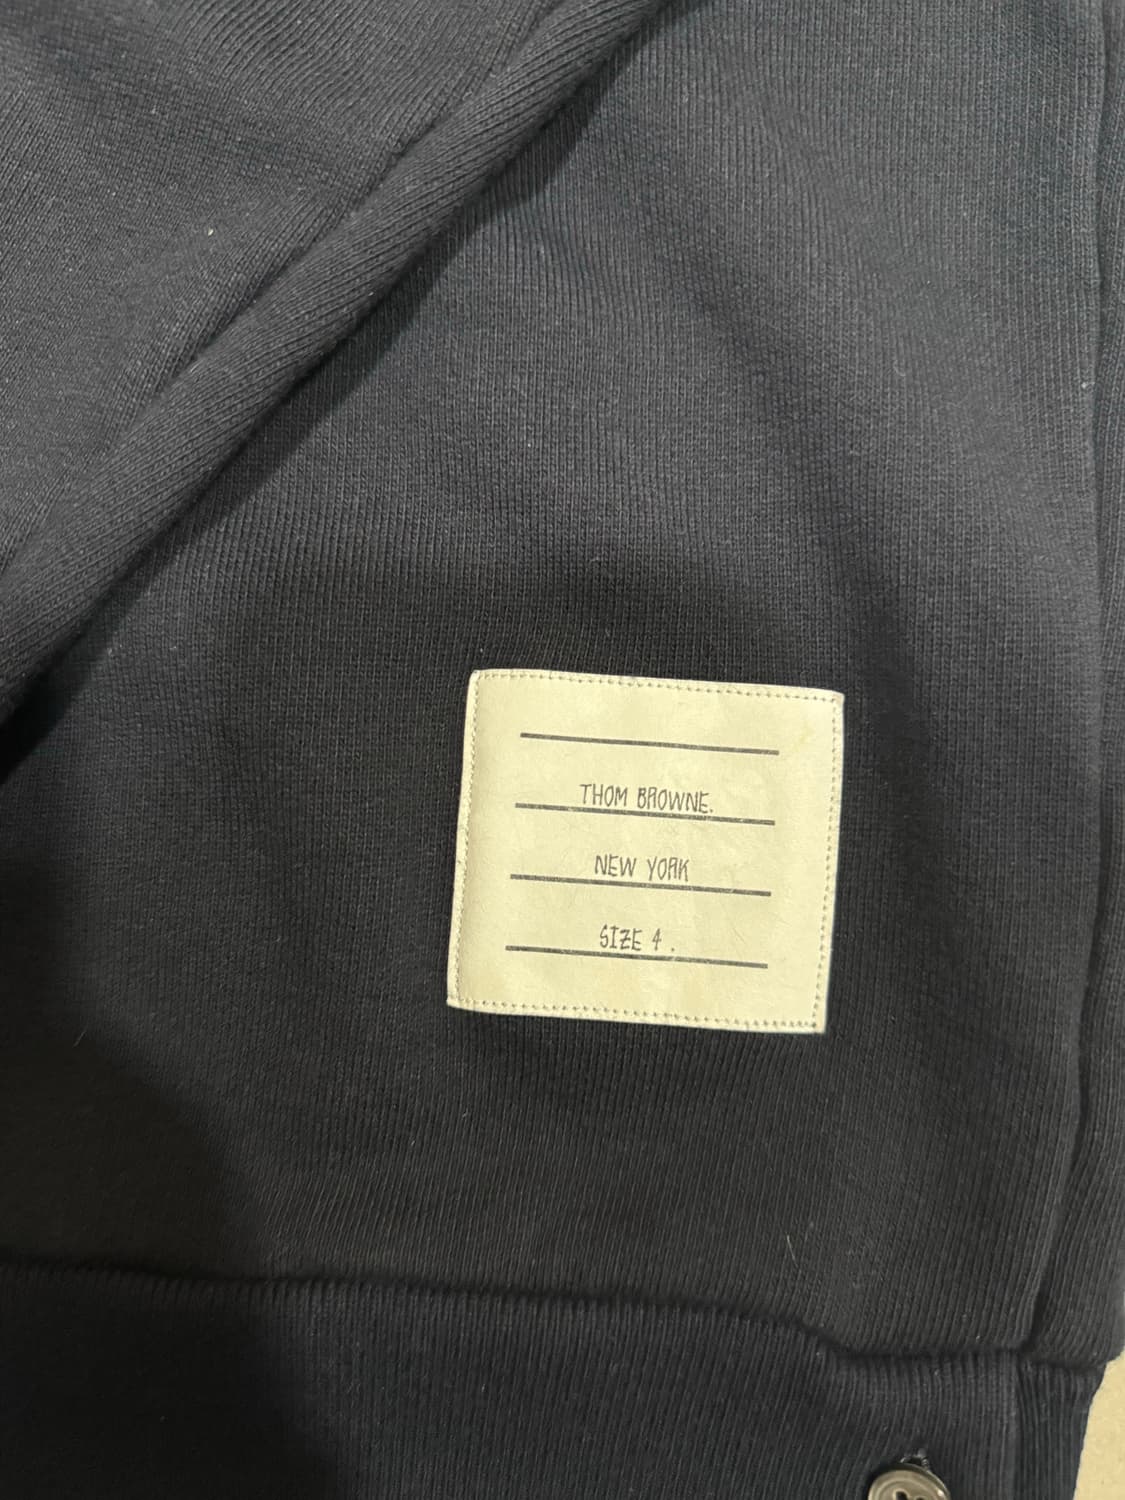 THOM BROWNE.
NEW YORK
SIZE 4 .